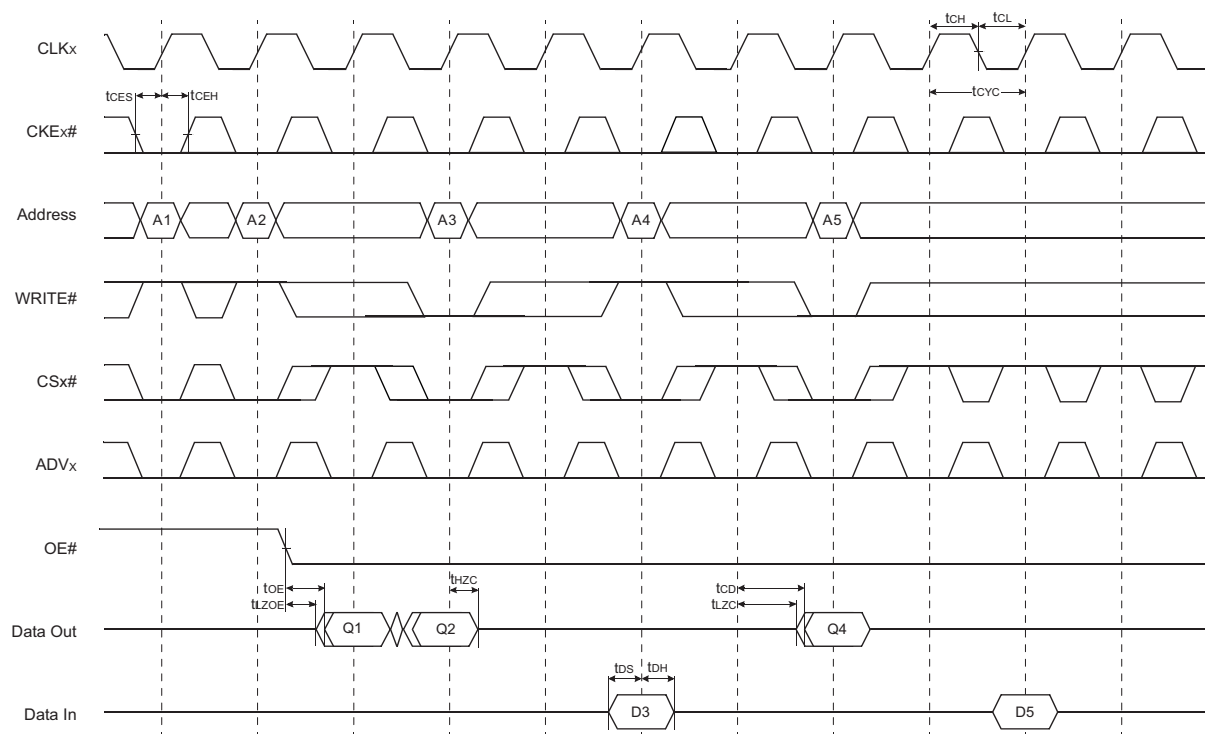 tCH tCL
CLKx
tCYC
tCES tCEH
CKEx#
Address A1 A2 A3 A4 A5
WRITE#
CSx#
ADVx
OE#
tOE tHZC tCD
tLZOE tLZC
Data Out Q1 Q2 Q4
tDS tDH
Data In D3 D5